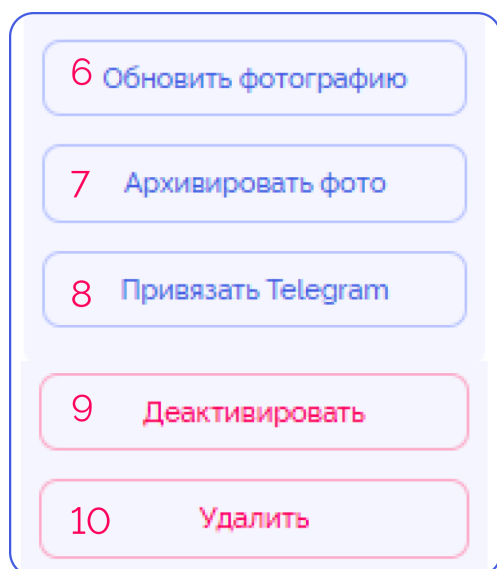 6 Обновить фотографию
7 Архивировать фото
8 Привязать Telegram
9 Деактивировать
10 Удалить